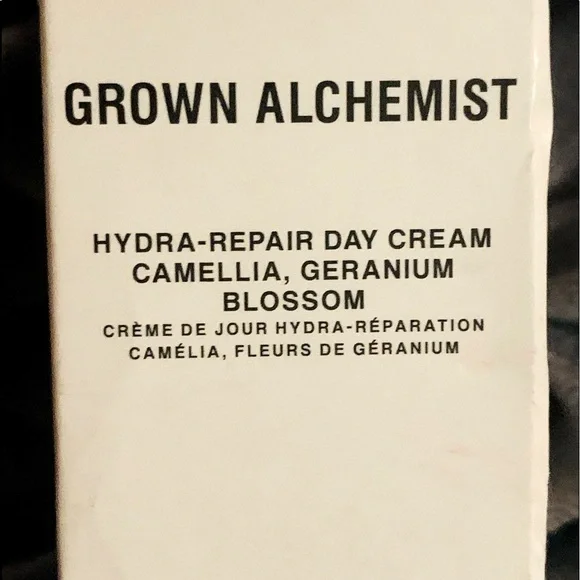 GROWN ALCHEMIST
HYDRA-REPAIR DAY CREAM
CAMELLIA, GERANIUM
BLOSSOM
CRÈME DE JOUR HYDRA-RÉPARATION
CAMÉLIA, FLEURS DE GÉRANIUM